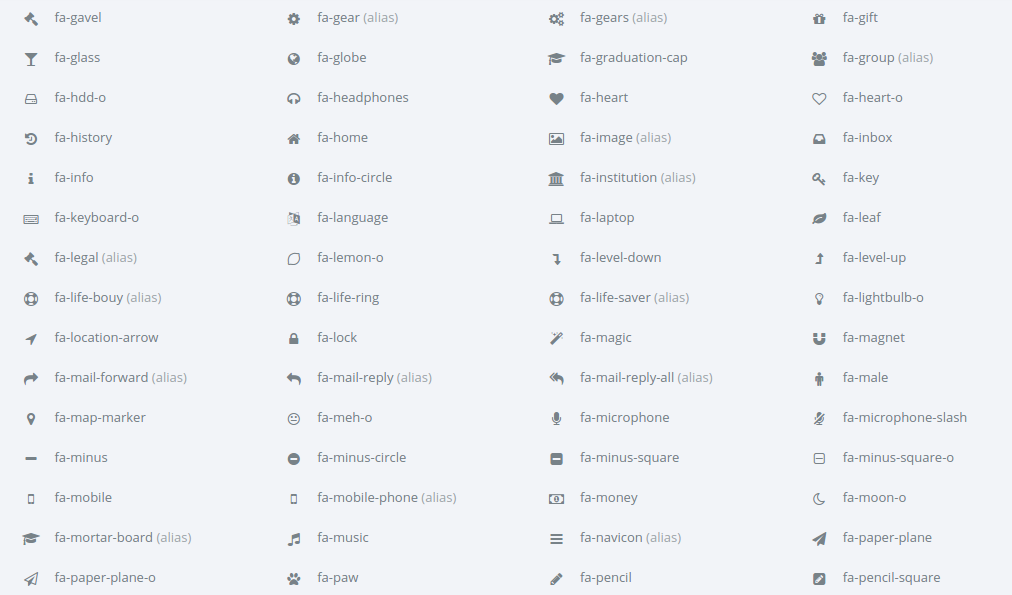 fa-gavel fa-gear (alias) fa-gears (alias) fa-gift
fa-glass fa-globe fa-graduation-cap fa-group (alias)
fa-hdd-o fa-headphones fa-heart fa-heart-o
fa-history fa-home fa-image (alias) fa-inbox
fa-info fa-info-circle fa-institution (alias) fa-key
fa-keyboard-o fa-language fa-laptop fa-leaf
fa-legal (alias) fa-lemon-o fa-level-down fa-level-up
fa-life-bouy (alias) fa-life-ring fa-life-saver (alias) fa-lightbulb-o
fa-location-arrow fa-lock fa-magic fa-magnet
fa-mail-forward (alias) fa-mail-reply (alias) fa-mail-reply-all (alias) fa-male
fa-map-marker fa-meh-o fa-microphone fa-microphone-slash
fa-minus fa-minus-circle fa-minus-square fa-minus-square-o
fa-mobile fa-mobile-phone (alias) fa-money fa-moon-o
fa-mortar-board (alias) fa-music fa-navicon (alias) fa-paper-plane
fa-paper-plane-o fa-paw fa-pencil fa-pencil-square